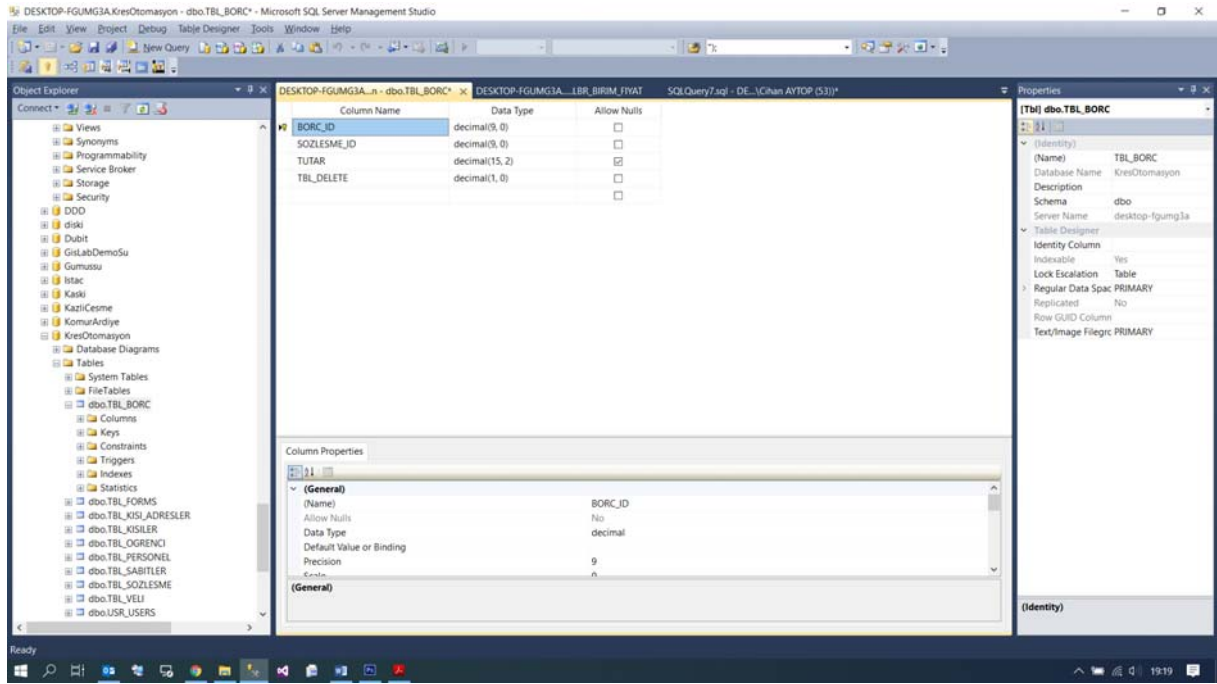 DESKTOP-FGUMG3A.KresOtomasyon - dbo.TBL_BORC* - Microsoft SQL Server Management Studio
File Edit View Project Debug Table Designer Tools Window Help
New Query
Object Explorer
Connect
Views
Synonyms
Programmability
Service Broker
Storage
Security
DDD
diski
Dubit
GisLabDemoSu
Gumussu
Istac
Kaski
KazliCesme
KomurArdiye
KresOtomasyon
Database Diagrams
Tables
System Tables
FileTables
dbo.TBL_BORC
Columns
Keys
Constraints
Triggers
Indexes
Statistics
dbo.TBL_FORMS
dbo.TBL_KISI_ADRESLER
dbo.TBL_KISILER
dbo.TBL_OGRENCI
dbo.TBL_PERSONEL
dbo.TBL_SABITLER
dbo.TBL_SOZLESME
dbo.TBL_VELI
dbo.USR_USERS
DESKTOP-FGUMG3A...n - dbo.TBL_BORC* DESKTOP-FGUMG3A....LBR_BIRIM_FIYAT SQLQuery7.sql - DE...\Cihan AYTOP (53))*
Column Name Data Type Allow Nulls
BORC_ID decimal(9, 0)
SOZLESME_ID decimal(9, 0)
TUTAR decimal(15, 2)
TBL_DELETE decimal(1, 0)
Column Properties
(General)
(Name) BORC_ID
Allow Nulls No
Data Type decimal
Default Value or Binding
Precision 9
Scale 0
(General)
Properties
[Tbl] dbo.TBL_BORC
(Identity)
(Name) TBL_BORC
Database Name KresOtomasyon
Description
Schema dbo
Server Name desktop-fgumg3a
Table Designer
Identity Column
Indexable Yes
Lock Escalation Table
Regular Data Spac PRIMARY
Replicated No
Row GUID Column
Text/Image Filegrc PRIMARY
(Identity)
Ready
19:19